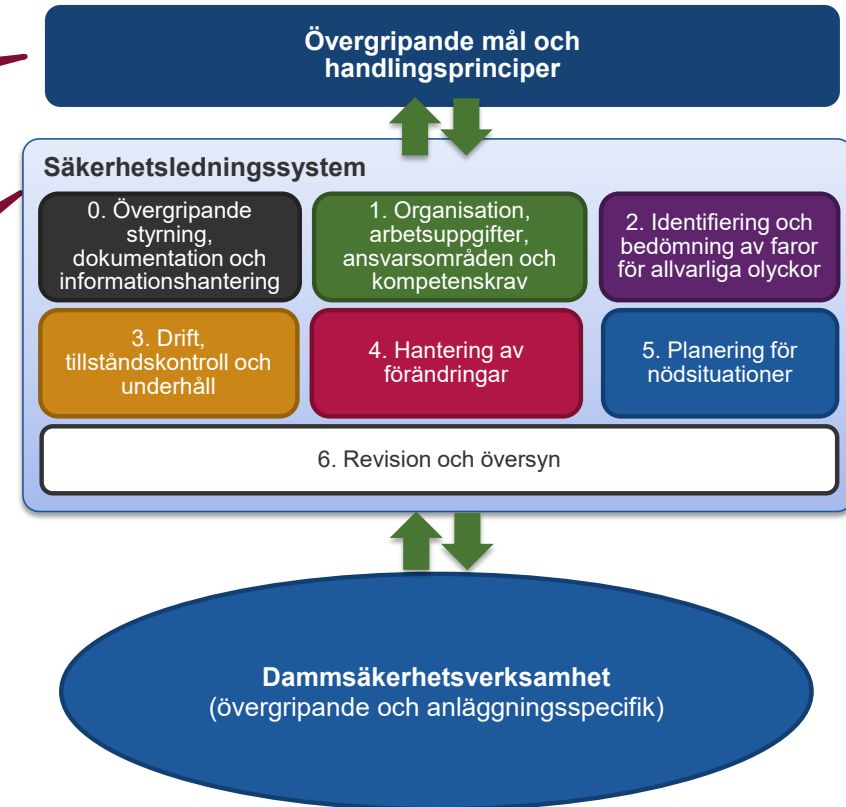 Övergripande mål och
handlingsprinciper
Säkerhetsledningssystem
0. Övergripande
styrning,
dokumentation och
informationshantering
1. Organisation,
arbetsuppgifter,
ansvarsområden och
kompetenskrav
2. Identifiering och
bedömning av faror
för allvarliga olyckor
3. Drift,
tillståndskontroll och
underhåll
4. Hantering av
förändringar
5. Planering för
nödsituationer
6. Revision och översyn
Dammsäkerhetsverksamhet
(övergripande och anläggningsspecifik)